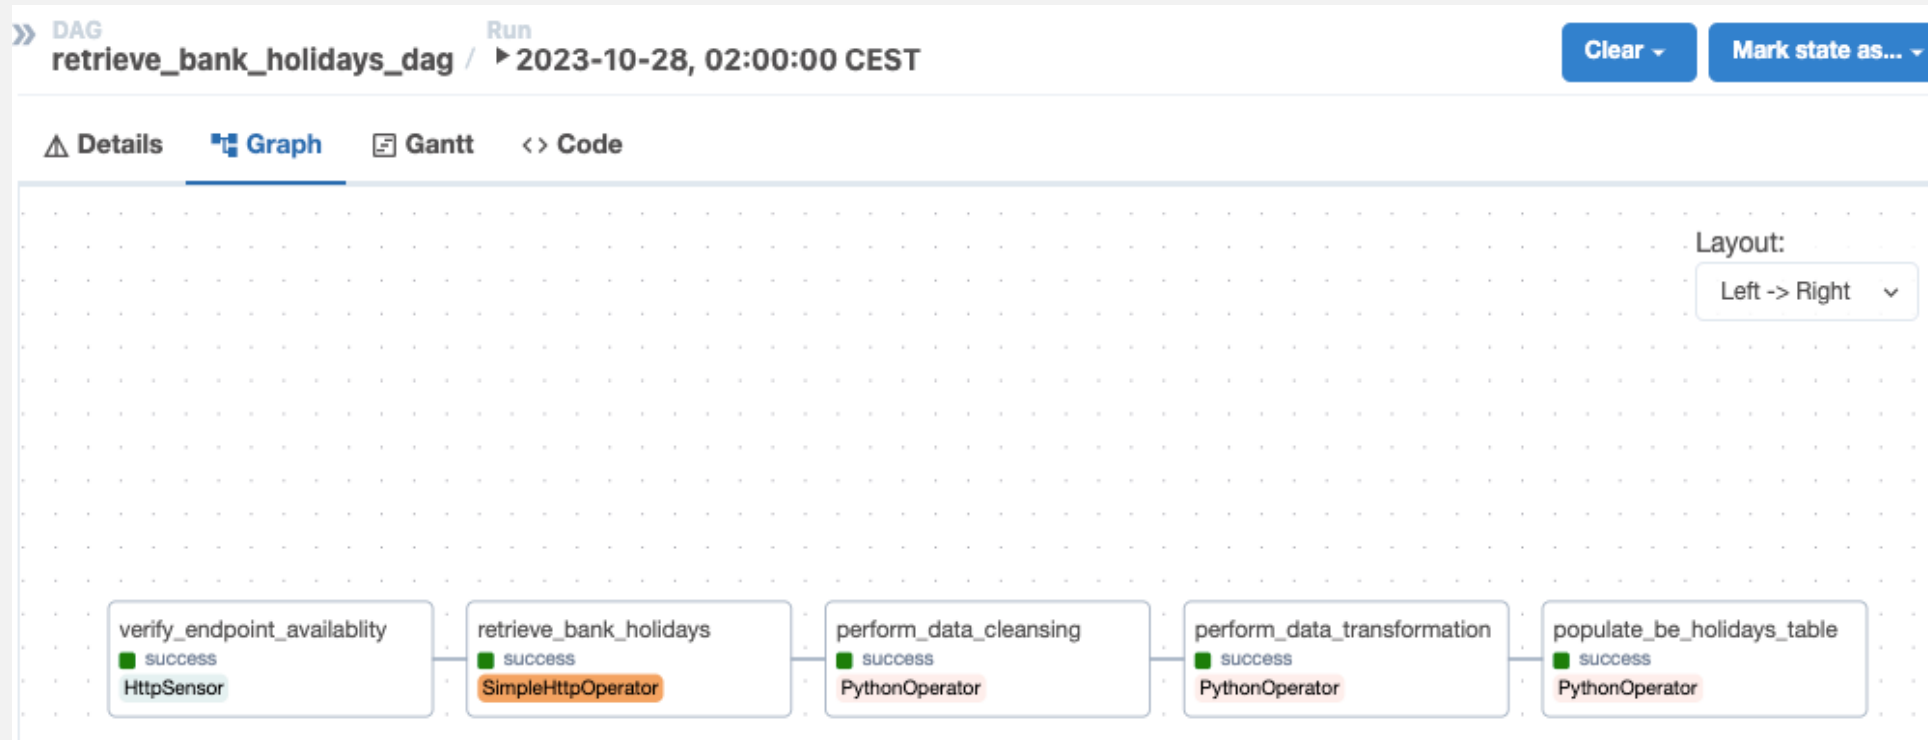 DAG
Run
retrieve_bank_holidays_dag / 2023-10-28, 02:00:00 CEST
Clear
Mark state as...
Details
Graph
Gantt
Code
Layout:
Left -> Right
verify_endpoint_availablity
success
HttpSensor
retrieve_bank_holidays
success
SimpleHttpOperator
perform_data_cleansing
success
PythonOperator
perform_data_transformation
success
PythonOperator
populate_be_holidays_table
success
PythonOperator